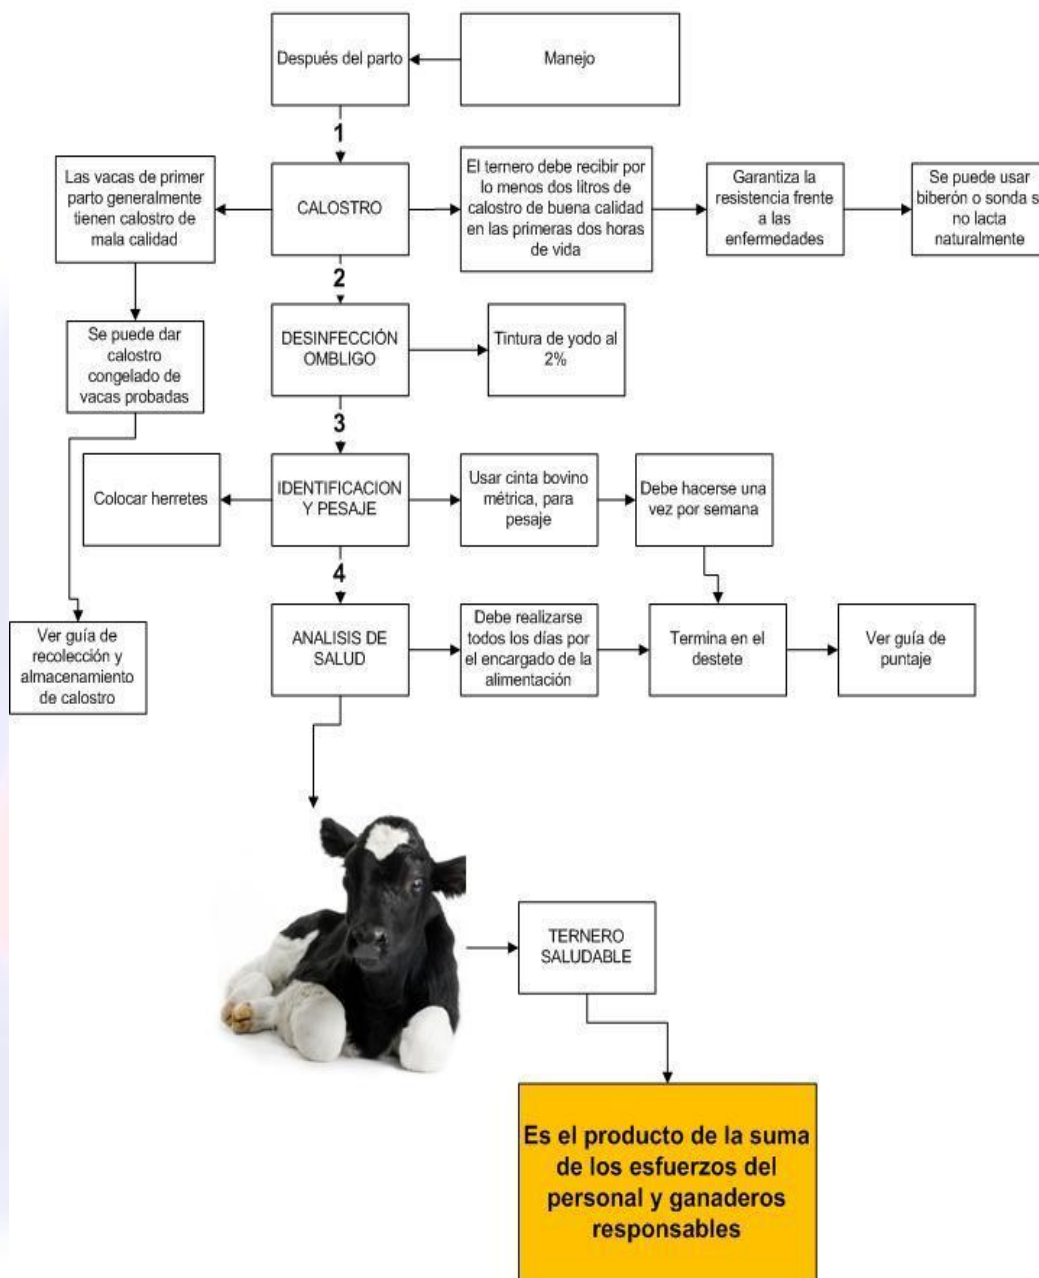 Después del parto
Manejo
1
Las vacas de primer
parto generalmente
tienen calostro de
mala calidad
CALOSTRO
El ternero debe recibir por
lo menos dos litros de
calostro de buena calidad
en las primeras dos horas
de vida
Garantiza la
resistencia frente
a las
enfermedades
Se puede usar
biberón o sonda s
no lacta
naturalmente
2
Se puede dar
calostro
congelado de
vacas probadas
DESINFECCIÓN
OMBLIGO
Tintura de yodo al
2%
3
Colocar herretes
IDENTIFICACION
Y PESAJE
Usar cinta bovino
métrica, para
pesaje
Debe hacerse una
vez por semana
4
Ver guía de
recolección y
almacenamiento
de calostro
ANALISIS DE
SALUD
Debe realizarse
todos los días por
el encargado de la
alimentación
Termina en el
destete
Ver guía de
puntaje
TERNERO
SALUDABLE
Es el producto de la suma
de los esfuerzos del
personal y ganaderos
responsables